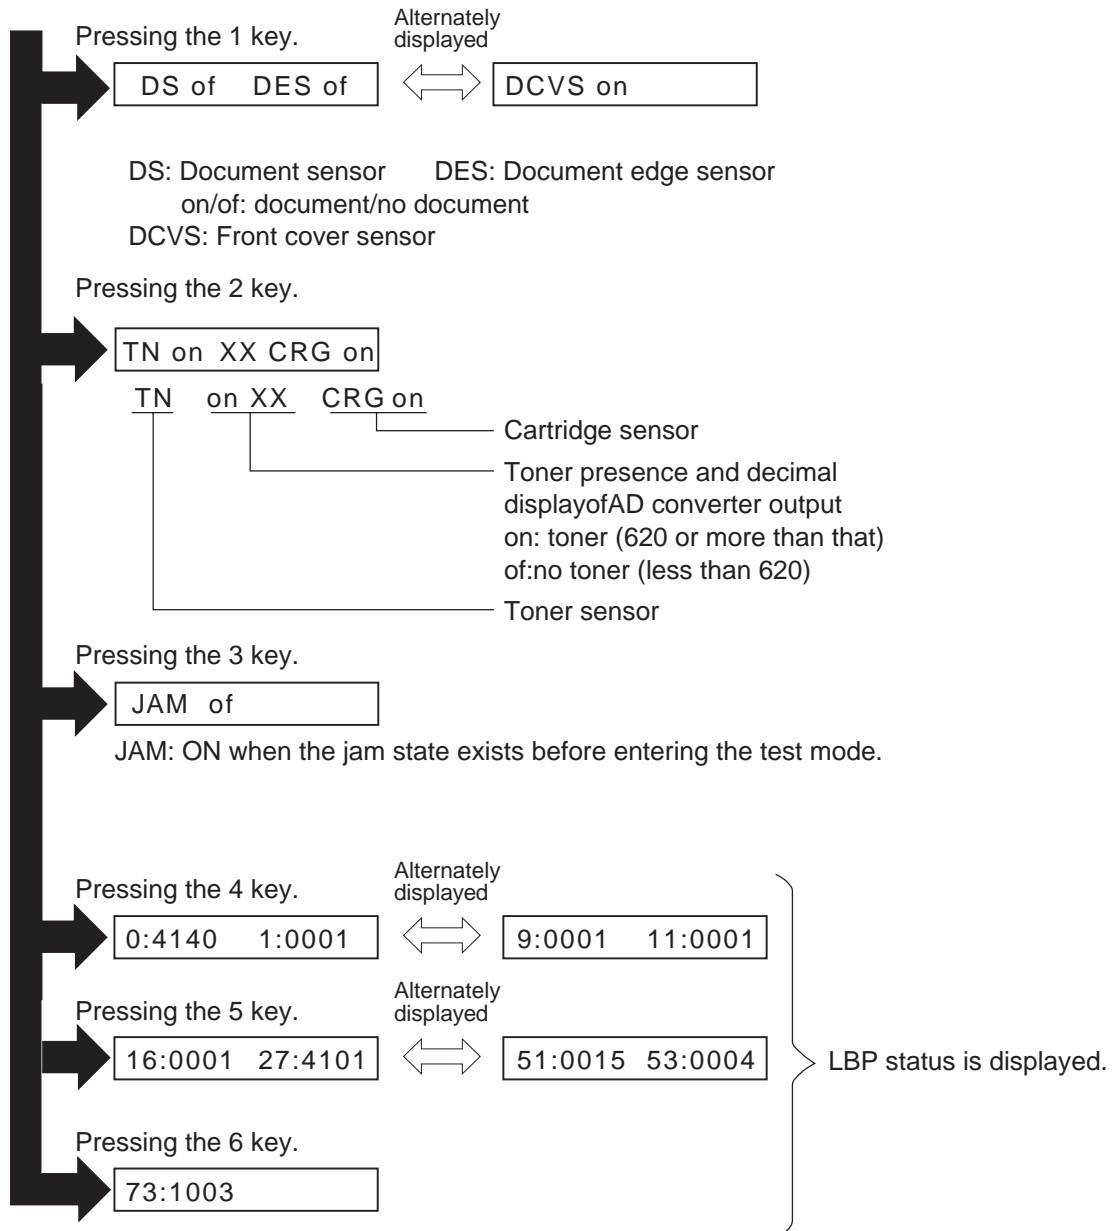 Pressing the 1 key.
Alternately
displayed
DS of DES of
DCVS on
DS: Document sensor DES: Document edge sensor
on/of: document/no document
DCVS: Front cover sensor
Pressing the 2 key.
TN on XX CRG on
TN on XX CRG on
Cartridge sensor
Toner presence and decimal
displayofAD converter output
on: toner (620 or more than that)
of:no toner (less than 620)
Toner sensor
Pressing the 3 key.
JAM of
JAM: ON when the jam state exists before entering the test mode.
Pressing the 4 key.
Alternately
displayed
0:4140 1:0001
9:0001 11:0001
Pressing the 5 key.
Alternately
displayed
16:0001 27:4101
51:0015 53:0004
LBP status is displayed.
Pressing the 6 key.
73:1003